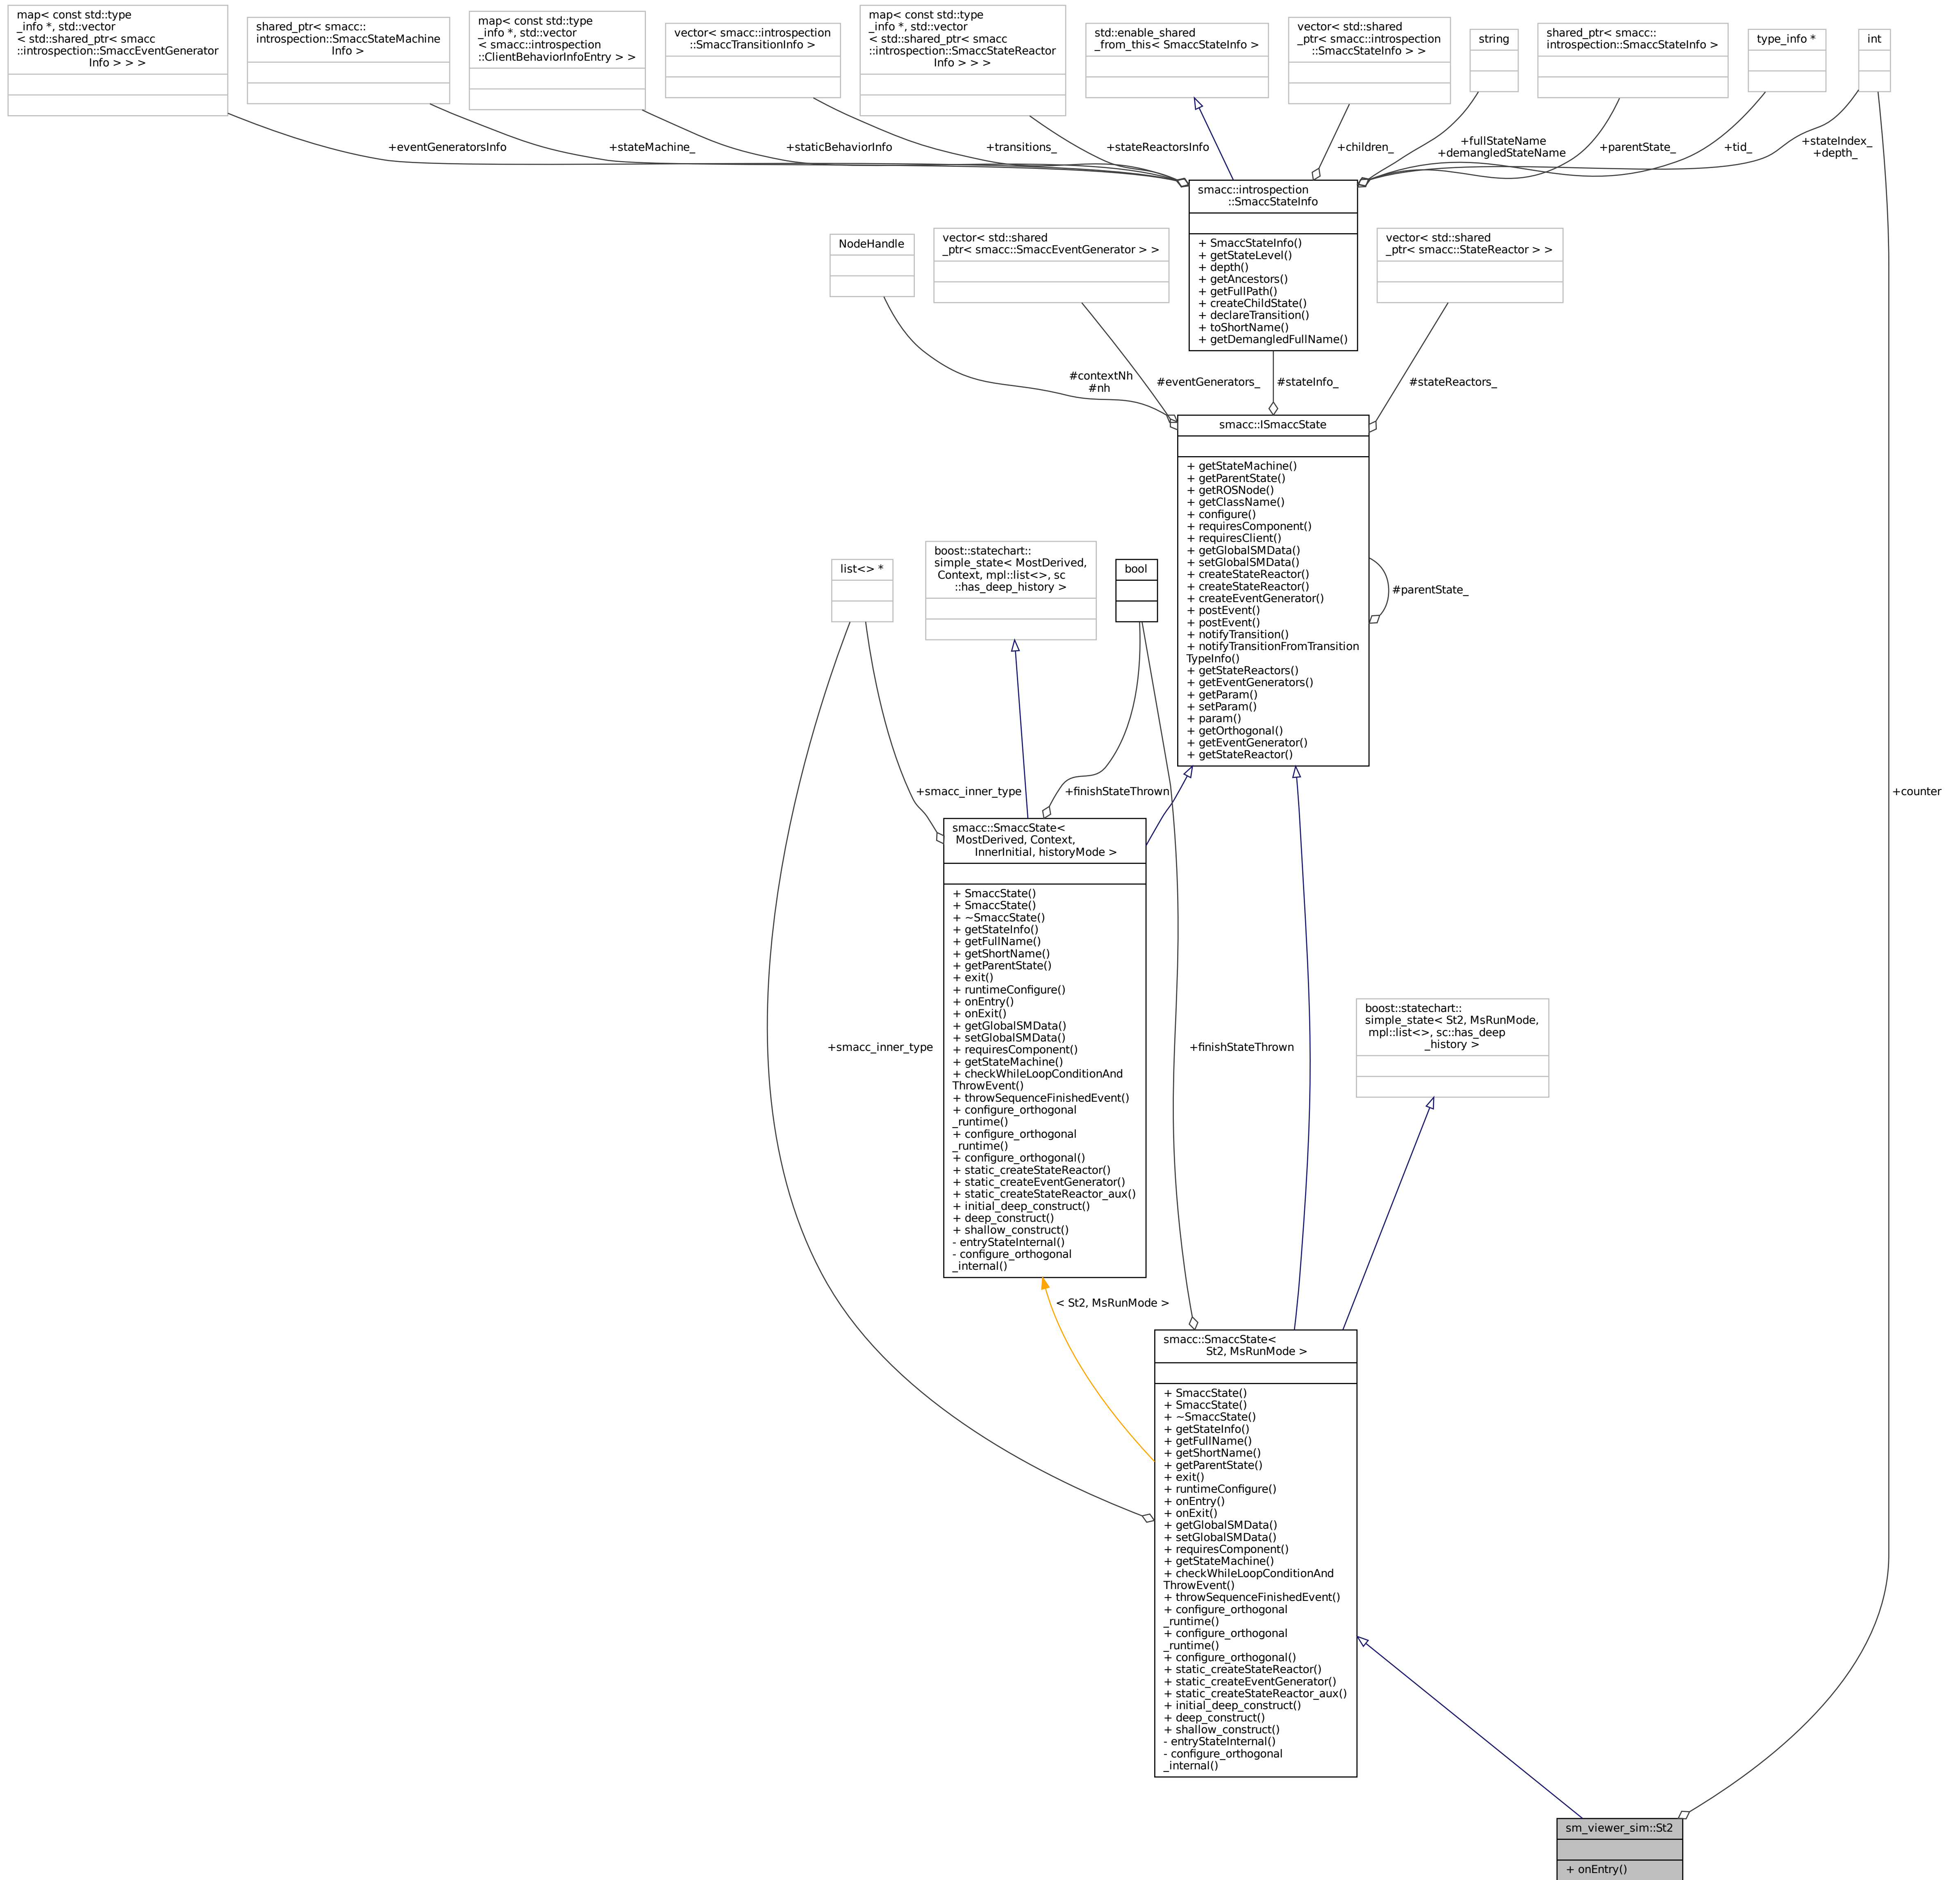 map< const std::type
_info *, std::vector
< std::shared_ptr< smacc
::introspection::SmaccEventGenerator
Info > > >
shared_ptr< smacc::
introspection::SmaccStateMachine
Info >
map< const std::type
_info *, std::vector
< smacc::introspection
::ClientBehaviorInfoEntry > >
vector< smacc::introspection
::SmaccTransitionInfo >
map< const std::type
_info *, std::vector
< std::shared_ptr< smacc
::introspection::SmaccStateReactor
Info > > >
std::enable_shared
_from_this< SmaccStateInfo >
vector< std::shared
_ptr< smacc::introspection
::SmaccStateInfo > >
string
shared_ptr< smacc::
introspection::SmaccStateInfo >
type_info *
int
+eventGeneratorsInfo
+stateMachine_
+staticBehaviorInfo
+transitions_
+stateReactorsInfo
+children_
+fullStateName
+demangledStateName
+parentState_
+tid_
+stateIndex_
+depth_
smacc::introspection
::SmaccStateInfo
+ SmaccStateInfo()
+ getStateLevel()
+ depth()
+ getAncestors()
+ getFullPath()
+ createChildState()
+ declareTransition()
+ toShortName()
+ getDemangledFullName()
NodeHandle
vector< std::shared
_ptr< smacc::SmaccEventGenerator > >
vector< std::shared
_ptr< smacc::StateReactor > >
#contextNh
#nh
#eventGenerators_
#stateInfo_
#stateReactors_
smacc::ISmaccState
+ getStateMachine()
+ getParentState()
+ getROSNode()
+ getClassName()
+ configure()
+ requiresComponent()
+ requiresClient()
+ getGlobalSMData()
+ setGlobalSMData()
+ createStateReactor()
+ createStateReactor()
+ createEventGenerator()
+ postEvent()
+ postEvent()
+ notifyTransition()
+ notifyTransitionFromTransition
TypeInfo()
+ getStateReactors()
+ getEventGenerators()
+ getParam()
+ setParam()
+ param()
+ getOrthogonal()
+ getEventGenerator()
+ getStateReactor()
#parentState_
list<> *
boost::statechart::
simple_state< MostDerived,
Context, mpl::list<>, sc
::has_deep_history >
bool
+smacc_inner_type
+finishStateThrown
+counter
smacc::SmaccState<
MostDerived, Context,
InnerInitial, historyMode >
+ SmaccState()
+ SmaccState()
+ ~SmaccState()
+ getStateInfo()
+ getFullName()
+ getShortName()
+ getParentState()
+ exit()
+ runtimeConfigure()
+ onEntry()
+ onExit()
+ getGlobalSMData()
+ setGlobalSMData()
+ requiresComponent()
+ getStateMachine()
+ checkWhileLoopConditionAnd
ThrowEvent()
+ throwSequenceFinishedEvent()
+ configure_orthogonal
_runtime()
+ configure_orthogonal
_runtime()
+ configure_orthogonal()
+ static_createStateReactor()
+ static_createEventGenerator()
+ static_createStateReactor_aux()
+ initial_deep_construct()
+ deep_construct()
+ shallow_construct()
- entryStateInternal()
- configure_orthogonal
_internal()
+smacc_inner_type
+finishStateThrown
boost::statechart::
simple_state< St2, MsRunMode,
mpl::list<>, sc::has_deep
_history >
< St2, MsRunMode >
smacc::SmaccState<
St2, MsRunMode >
+ SmaccState()
+ SmaccState()
+ ~SmaccState()
+ getStateInfo()
+ getFullName()
+ getShortName()
+ getParentState()
+ exit()
+ runtimeConfigure()
+ onEntry()
+ onExit()
+ getGlobalSMData()
+ setGlobalSMData()
+ requiresComponent()
+ getStateMachine()
+ checkWhileLoopConditionAnd
ThrowEvent()
+ throwSequenceFinishedEvent()
+ configure_orthogonal
_runtime()
+ configure_orthogonal
_runtime()
+ configure_orthogonal()
+ static_createStateReactor()
+ static_createEventGenerator()
+ static_createStateReactor_aux()
+ initial_deep_construct()
+ deep_construct()
+ shallow_construct()
- entryStateInternal()
- configure_orthogonal
_internal()
sm_viewer_sim::St2
+ onEntry()